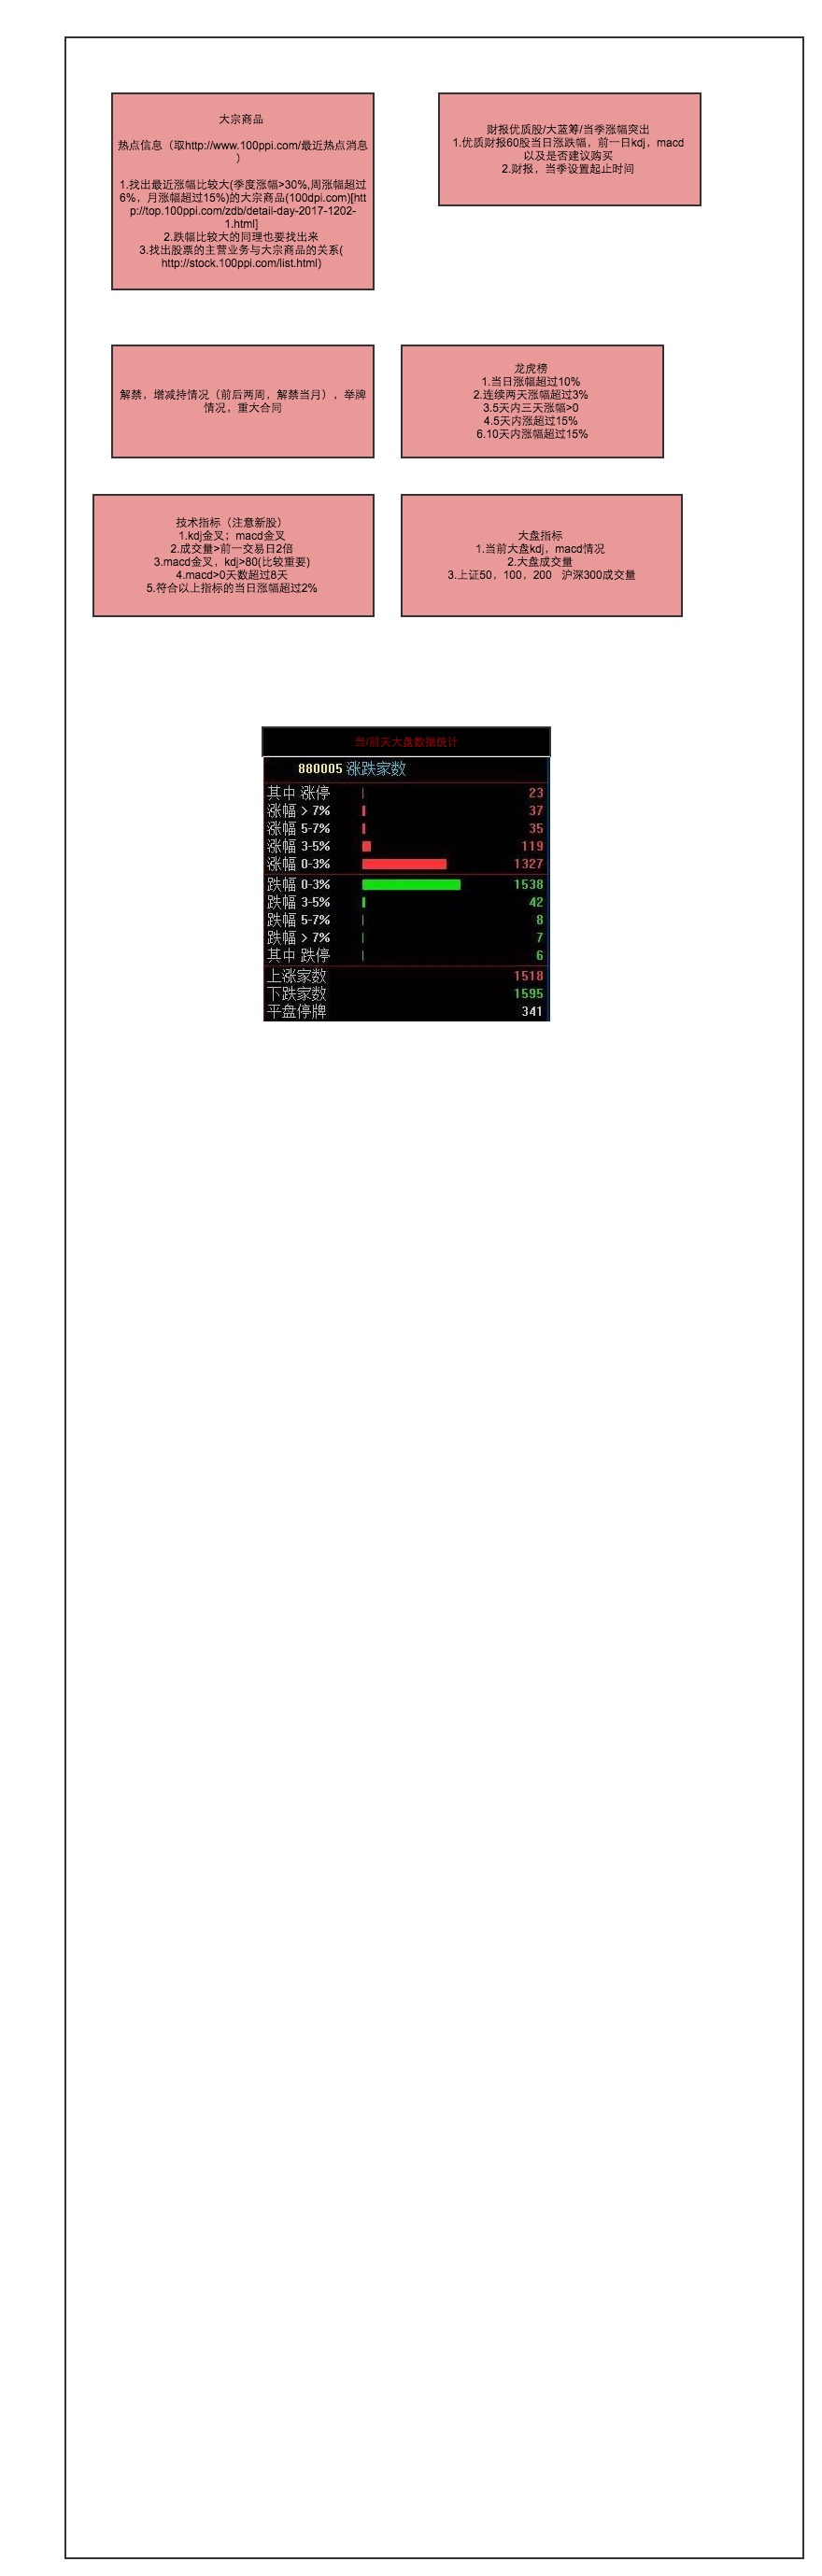 大宗商品
热点信息（取http://www.100ppi.com/最近热点消息
）
1.找出最近涨幅比较大(季度涨幅>30%,周涨幅超过
6%，月涨幅超过15%)的大宗商品(100dpi.com)[htt
p://top.100ppi.com/zdb/detail-day-2017-1202-
1.html]
2.跌幅比较大的同理也要找出来
3.找出股票的主营业务与大宗商品的关系(
http://stock.100ppi.com/list.html)
财报优质股/大蓝筹/当季涨幅突出
1.优质财报60股当日涨跌幅，前一日kdj，macd
以及是否建议购买
2.财报，当季设置起止时间
解禁，增减持情况（前后两周，解禁当月），举牌
情况，重大合同
龙虎榜
1.当日涨幅超过10%
2.连续两天涨幅超过3%
3.5天内三天涨幅>0
4.5天内涨超过15%
6.10天内涨幅超过15%
技术指标（注意新股）
1.kdj金叉；macd金叉
2.成交量>前一交易日2倍
3.macd金叉，kdj>80(比较重要)
4.macd>0天数超过8天
5.符合以上指标的当日涨幅超过2%
大盘指标
1.当前大盘kdj，macd情况
2.大盘成交量
3.上证50，100，200   沪深300成交量
当/前天大盘数据统计
880005 涨跌家数
其中 涨停 23
涨幅 > 7% 37
涨幅 5-7% 35
涨幅 3-5% 119
涨幅 0-3% 1327
跌幅 0-3% 1538
跌幅 3-5% 42
跌幅 5-7% 8
跌幅 > 7% 7
其中 跌停 6
上涨家数 1518
下跌家数 1595
平盘停牌 341